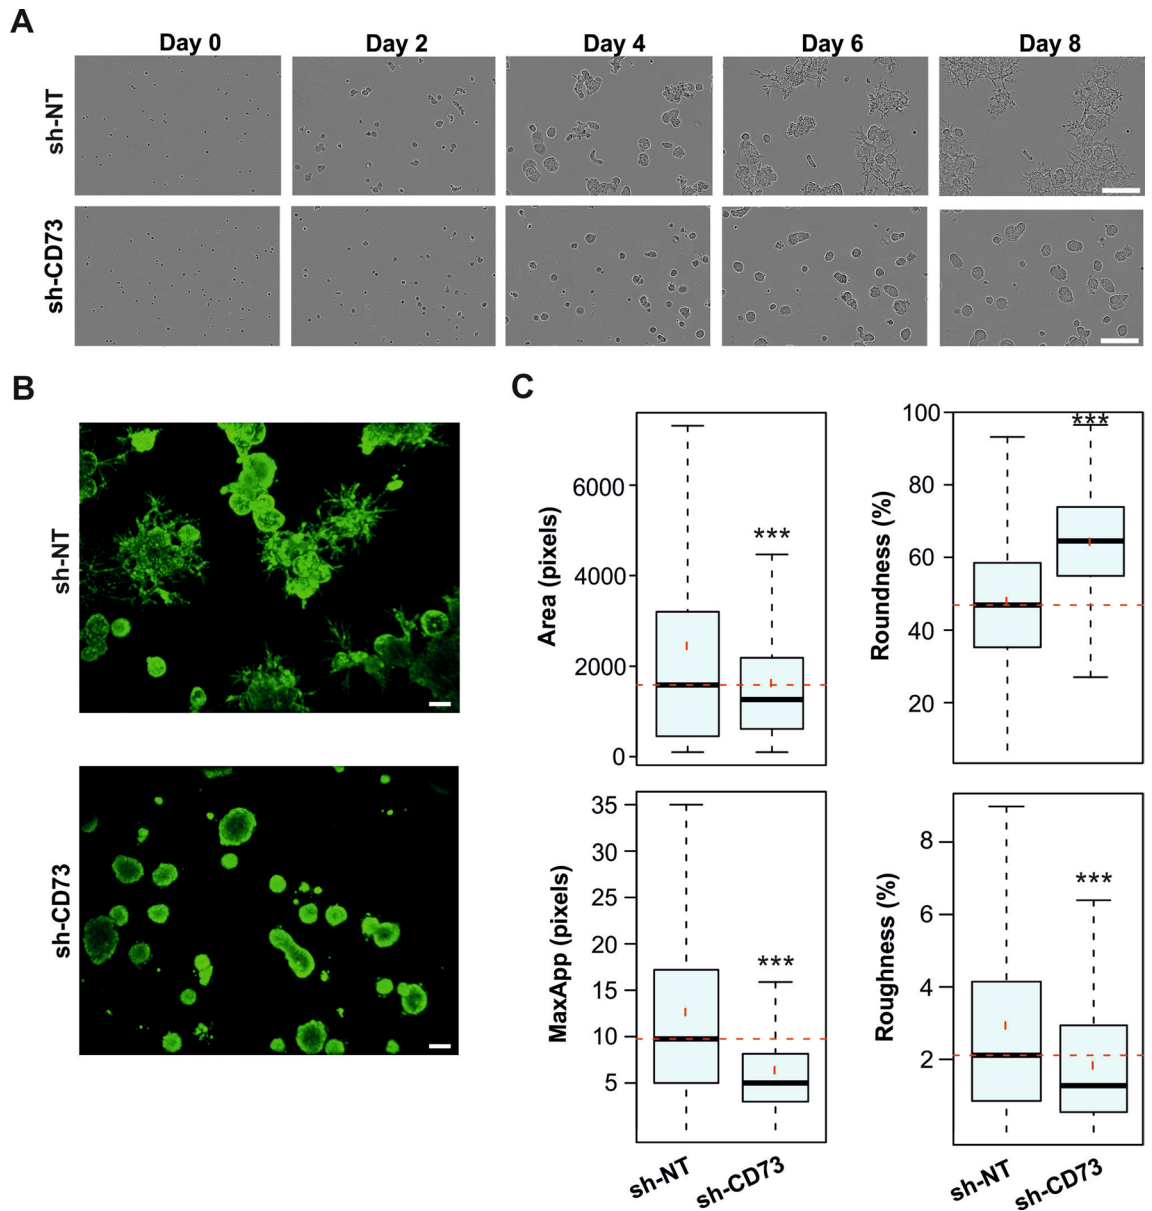 A
Day 0 Day 2 Day 4 Day 6 Day 8
sh-NT
sh-CD73
B
sh-NT
sh-CD73
C
Area (pixels)
6000
4000
2000
0
***
Roundness (%)
100
80
60
40
20
***
MaxApp (pixels)
35
30
25
20
15
10
5
***
sh-NT sh-CD73
Roughness (%)
8
6
4
2
***
sh-NT sh-CD73